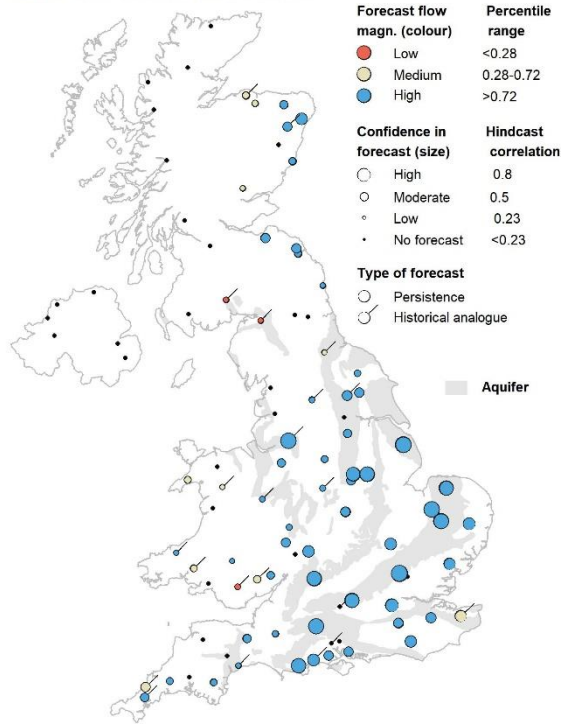 Forecast flow Percentile
magn. (colour) range
Low <0.28
Medium 0.28-0.72
High >0.72
Confidence in Hindcast
forecast (size) correlation
High 0.8
Moderate 0.5
Low 0.23
No forecast <0.23
Type of forecast
Persistence
Historical analogue
Aquifer